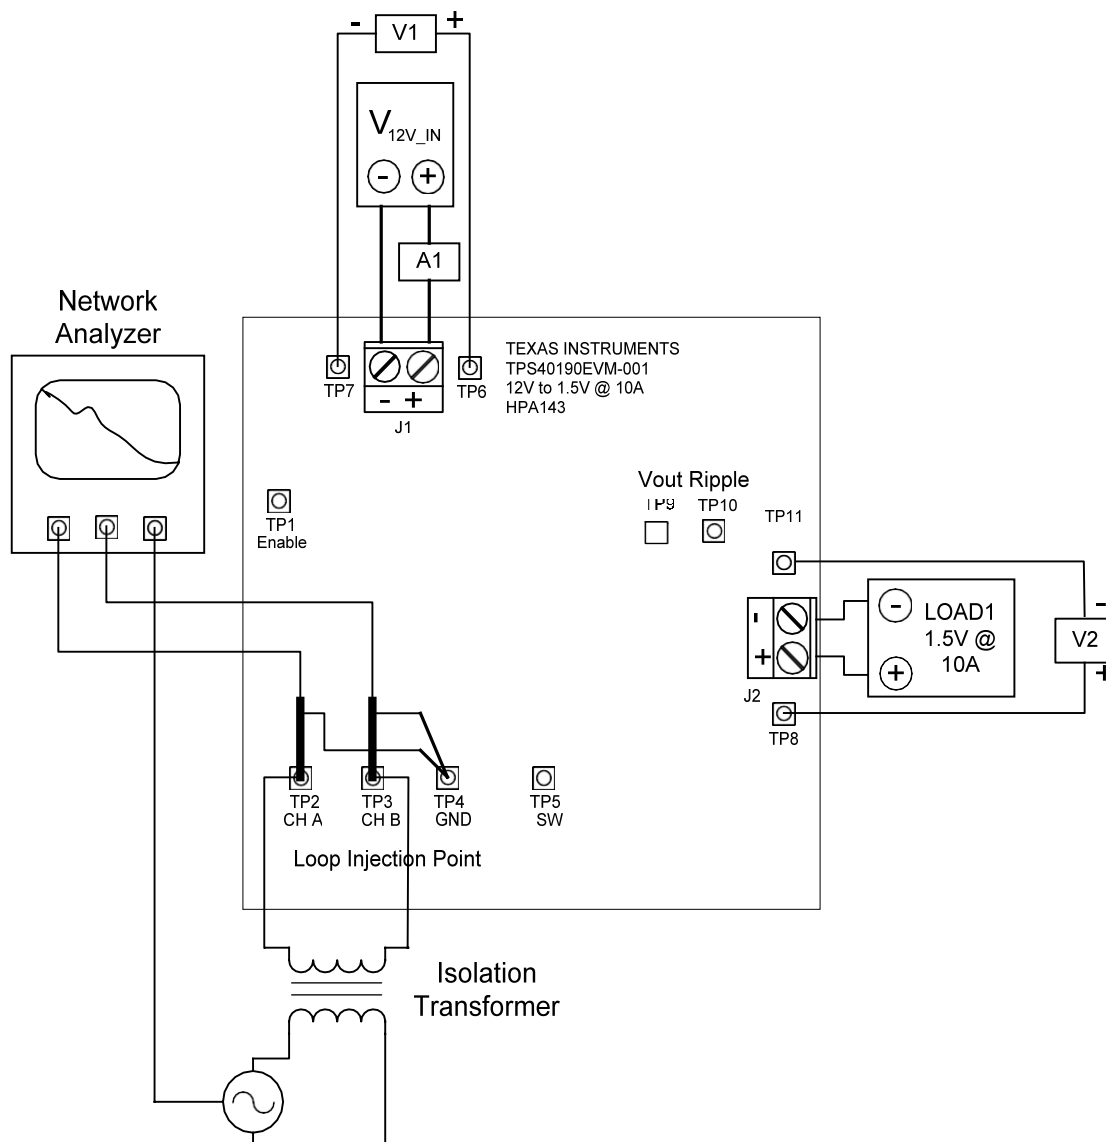 - V1 +
V12V_IN
- +
A1
Network
Analyzer
TEXAS INSTRUMENTS
TPS40190EVM-001
12V to 1.5V @ 10A
HPA143
TP7
TP6
- +
J1
Vout Ripple
TP9
TP10
TP11
TP1
Enable
-
+
J2
-
+
LOAD1
1.5V @
10A
-
V2
+
TP8
TP2
CH A
TP3
CH B
TP4
GND
TP5
SW
Loop Injection Point
Isolation
Transformer